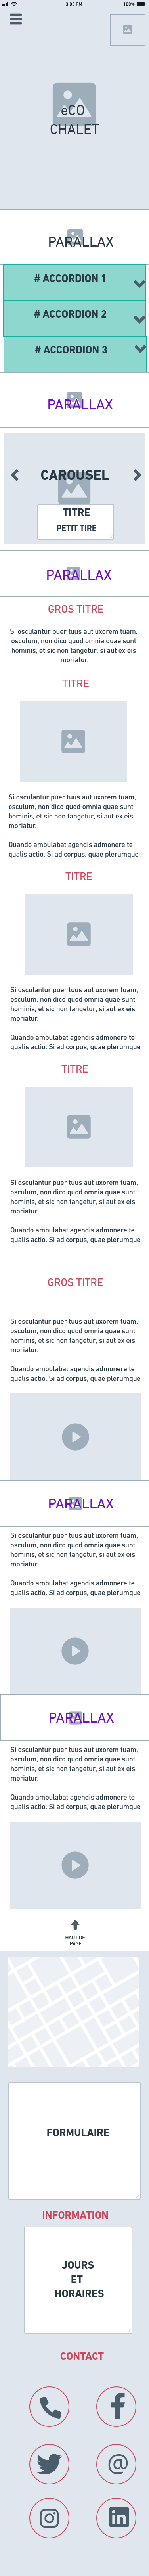 3:03 PM
100%
eCO
CHALET
PARALLAX
# ACCORDION 1
# ACCORDION 2
# ACCORDION 3
PARALLAX
CAROUSEL
TITRE
PETIT TIRE
PARALLAX
GROS TITRE
Si osculantur puer tuus aut uxorem tuam,
osculum, non dico quod omnia quae sunt
hominis, et sic non tangetur, si aut ex eis
moriatur.
TITRE
Si osculantur puer tuus aut uxorem tuam,
osculum, non dico quod omnia quae sunt
hominis, et sic non tangetur, si aut ex eis
moriatur.
Quando ambulabat agendis admonere te
qualis actio. Si ad corpus, quae plerumque
TITRE
Si osculantur puer tuus aut uxorem tuam,
osculum, non dico quod omnia quae sunt
hominis, et sic non tangetur, si aut ex eis
moriatur.
Quando ambulabat agendis admonere te
qualis actio. Si ad corpus, quae plerumque
TITRE
Si osculantur puer tuus aut uxorem tuam,
osculum, non dico quod omnia quae sunt
hominis, et sic non tangetur, si aut ex eis
moriatur.
Quando ambulabat agendis admonere te
qualis actio. Si ad corpus, quae plerumque
GROS TITRE
Si osculantur puer tuus aut uxorem tuam,
osculum, non dico quod omnia quae sunt
hominis, et sic non tangetur, si aut ex eis
moriatur.
Quando ambulabat agendis admonere te
qualis actio. Si ad corpus, quae plerumque
PARALLAX
Si osculantur puer tuus aut uxorem tuam,
osculum, non dico quod omnia quae sunt
hominis, et sic non tangetur, si aut ex eis
moriatur.
Quando ambulabat agendis admonere te
qualis actio. Si ad corpus, quae plerumque
PARALLAX
Si osculantur puer tuus aut uxorem tuam,
osculum, non dico quod omnia quae sunt
hominis, et sic non tangetur, si aut ex eis
moriatur.
Quando ambulabat agendis admonere te
qualis actio. Si ad corpus, quae plerumque
HAUT DE
PAGE
FORMULAIRE
INFORMATION
JOURS
ET
HORAIRES
CONTACT